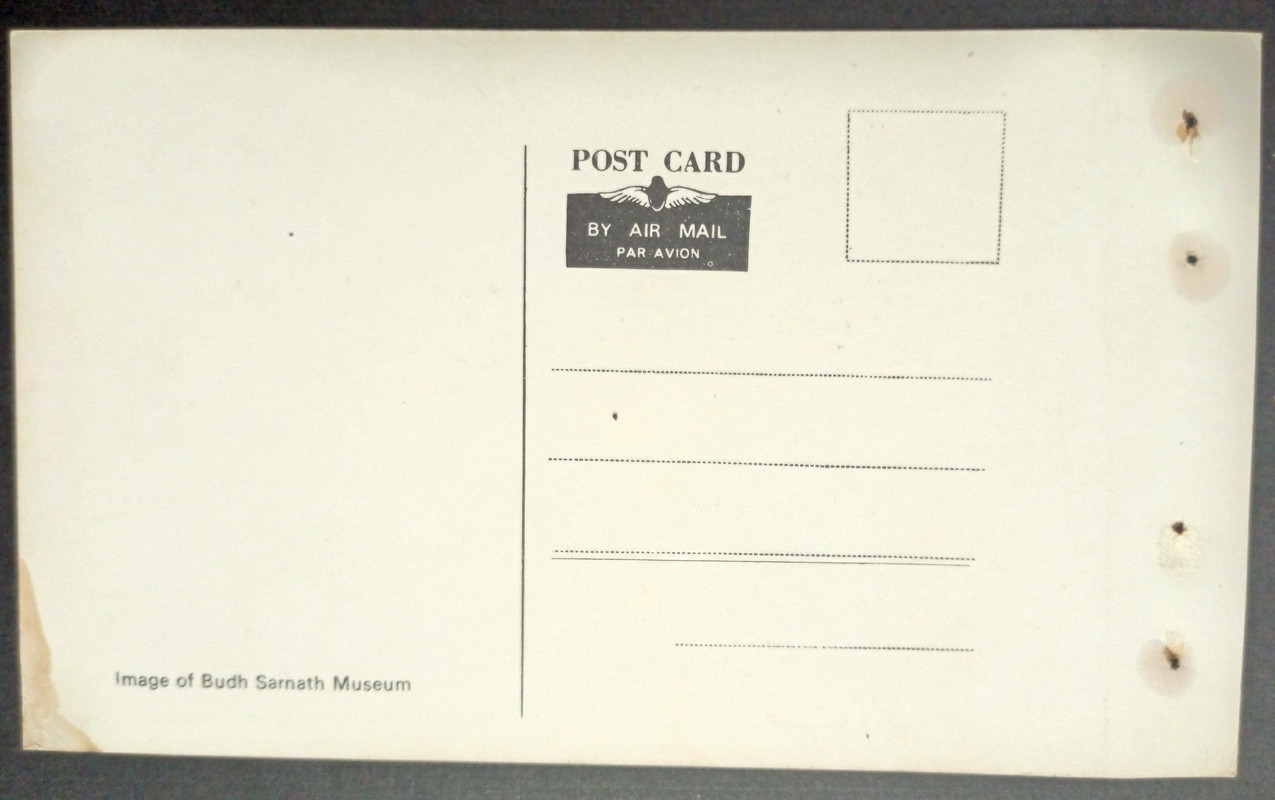 POST CARD
BY AIR MAIL
PAR AVION
Image of Budh Sarnath Museum